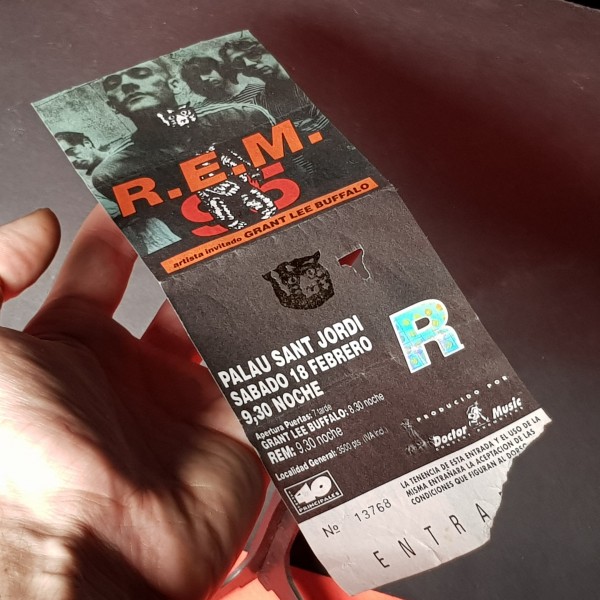 R.E.M.
95
artista invitado GRANT LEE BUFFALO
PALAU SANT JORDI
SABADO 18 FEBRERO
9,30 NOCHE
R
Apertura Puertas: 7 tarde
GRANT LEE BUFFALO: 8,30 noche
REM: 9,30 noche
Localidad General: 3500 pts. (IVA incl.)
PRODUCIDO POR
Doctor Music
40
PRINCIPALES
LA TENENCIA DE ESTA ENTRADA Y EL USO DE LA
MISMA ENTRAÑARA LA ACEPTACION DE LAS
CONDICIONES QUE FIGURAN AL DORSO
Nº 13768
ENTRA